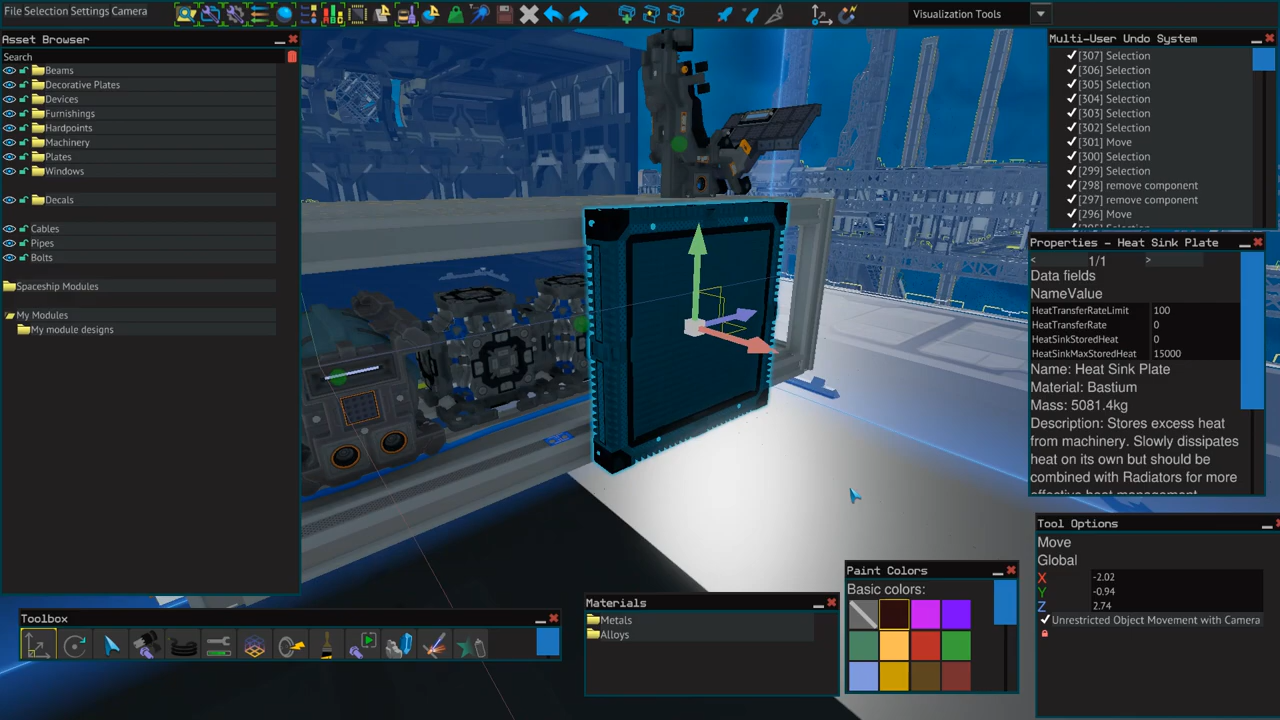 File Selection Settings Camera
Visualization Tools
Asset Browser
Search
Beams
Decorative Plates
Devices
Furnishings
Hardpoints
Machinery
Plates
Windows
Decals
Cables
Pipes
Bolts
Spaceship Modules
My Modules
My module designs
Multi-User Undo System
[307] Selection
[306] Selection
[305] Selection
[304] Selection
[303] Selection
[302] Selection
[301] Move
[300] Selection
[299] Selection
[298] remove component
[297] remove component
[296] Move
[295] Selection
Properties - Heat Sink Plate
< 1/1 >
Data fields
NameValue
HeatTransferRateLimit 100
HeatTransferRate 0
HeatSinkStoredHeat 0
HeatSinkMaxStoredHeat 15000
Name: Heat Sink Plate
Material: Bastium
Mass: 5081.4kg
Description: Stores excess heat
from machinery. Slowly dissipates
heat on its own but should be
combined with Radiators for more
effective heat management
Toolbox
Materials
Metals
Alloys
Paint Colors
Basic colors:
Tool Options
Move
Global
X -2.02
Y -0.94
Z 2.74
Unrestricted Object Movement with Camera